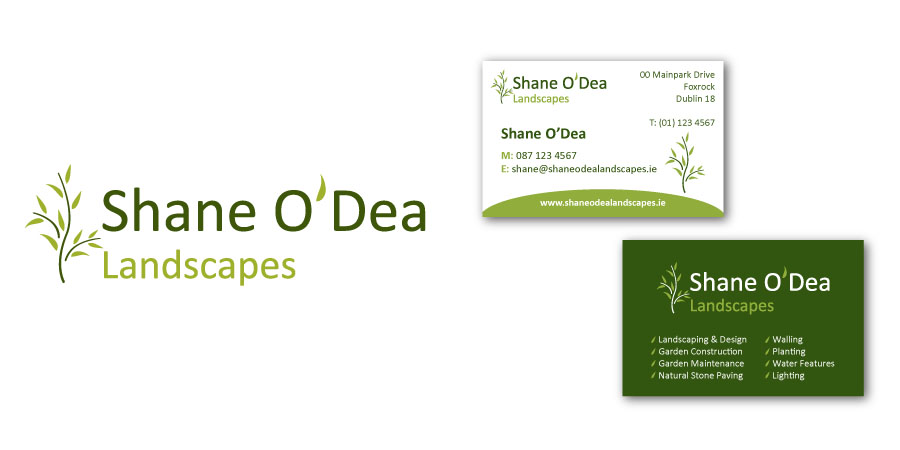 Shane O'Dea
Landscapes
Shane O'Dea
Landscapes
00 Mainpark Drive
Foxrock
Dublin 18
T: (01) 123 4567
Shane O'Dea
M: 087 123 4567
E: shane@shaneodealandscapes.ie
www.shaneodealandscapes.ie
Shane O'Dea
Landscapes
Landscaping & Design
Garden Construction
Garden Maintenance
Natural Stone Paving
Walling
Planting
Water Features
Lighting